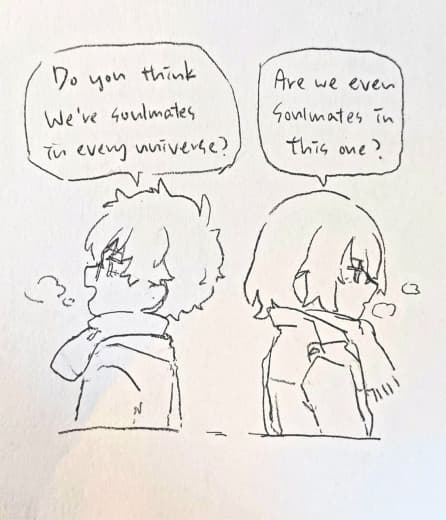 Do you think
We're soulmates
in every universe?
Are we even
Soulmates in
this one?
N